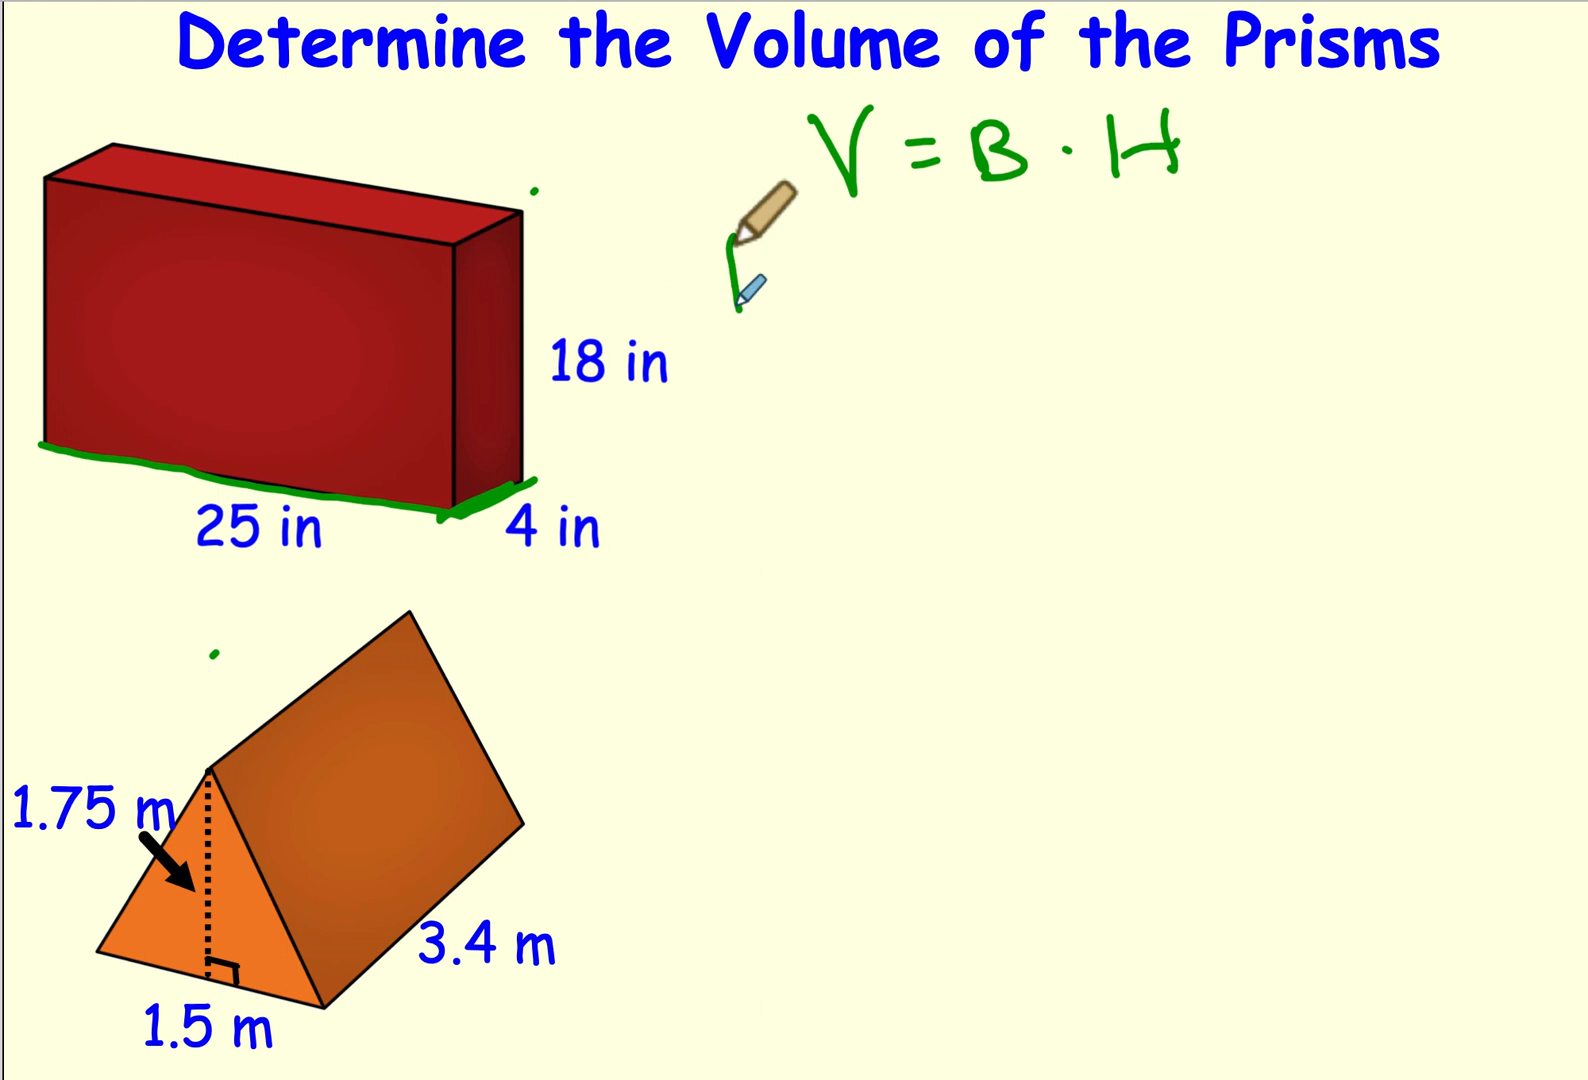 Determine the Volume of the Prisms
V = B · H
18 in
25 in
4 in
1.75 m
3.4 m
1.5 m